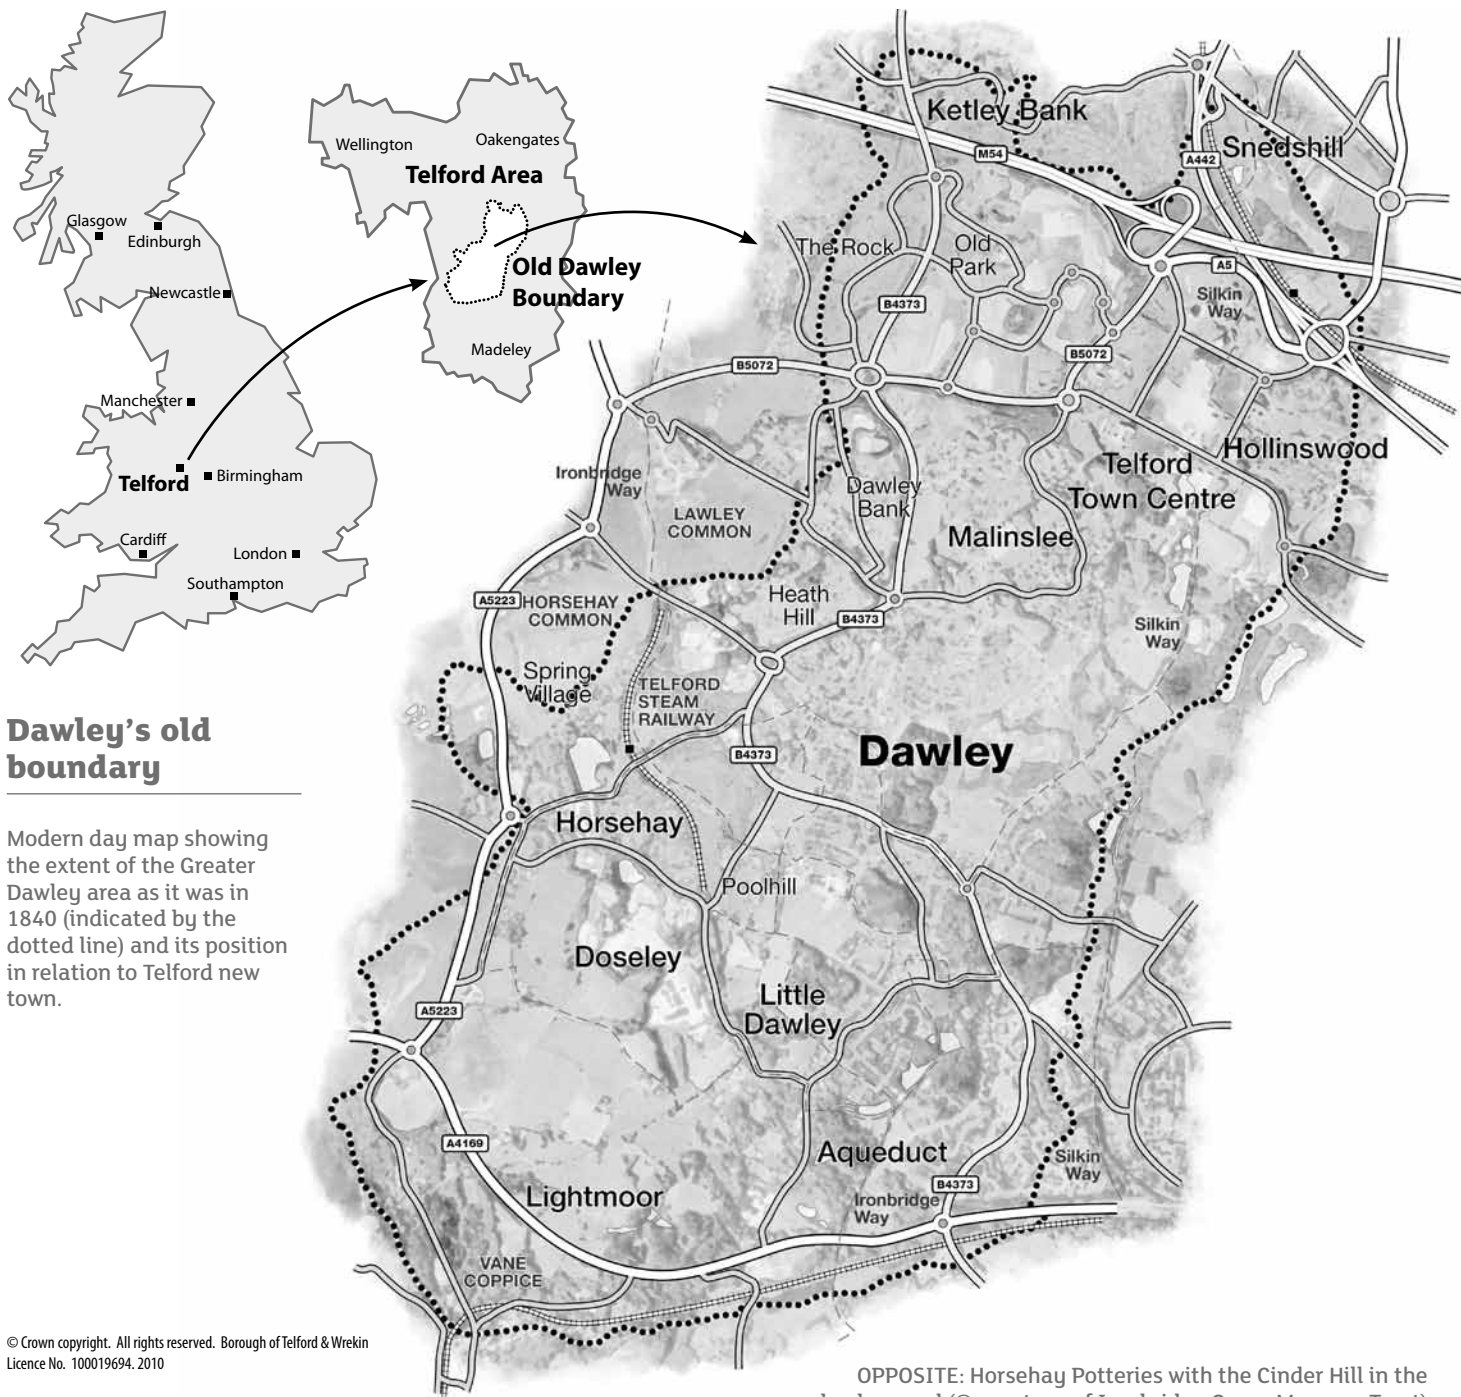 Glasgow
Edinburgh
Newcastle
Manchester
Telford
Birmingham
Cardiff
London
Southampton
Wellington
Oakengates
Telford Area
Old Dawley
Boundary
Madeley
Dawley's old
boundary
Modern day map showing
the extent of the Greater
Dawley area as it was in
1840 (indicated by the
dotted line) and its position
in relation to Telford new
town.
Ketley Bank
M54
A442
Snedshill
The Rock
Old
Park
A5
Silkin
Way
B4373
B5072
B5072
Hollinswood
Telford
Town Centre
Ironbridge
Way
Dawley
Bank
LAWLEY
COMMON
Malinslee
A5223
HORSEHAY
COMMON
Heath
Hill
B4373
Silkin
Way
Spring
Village
TELFORD
STEAM
RAILWAY
B4373
Dawley
Horsehay
Poolhill
Doseley
Little
Dawley
A5223
A4169
Aqueduct
Silkin
Way
Lightmoor
B4373
Ironbridge
Way
VANE
COPPICE
© Crown copyright. All rights reserved. Borough of Telford & Wrekin
Licence No. 100019694. 2010
OPPOSITE: Horsehay Potteries with the Cinder Hill in the